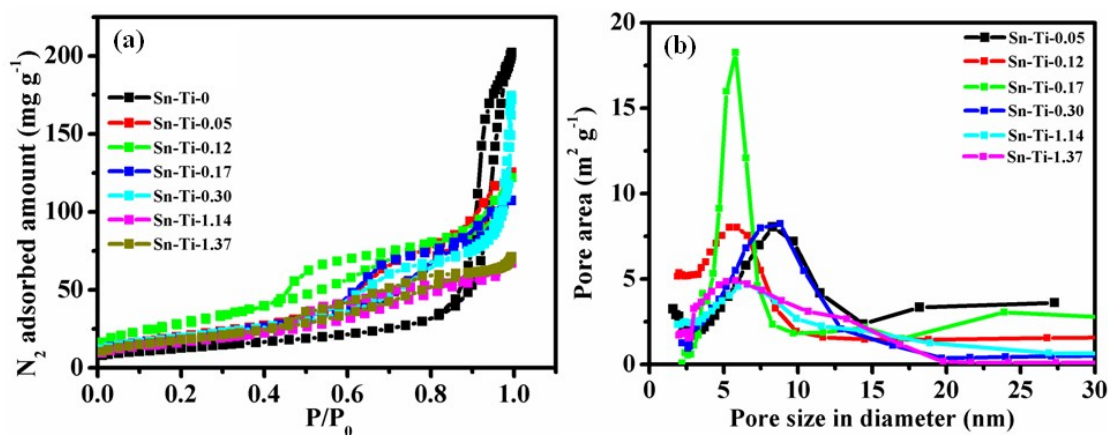 (a)
N2 adsorbed amount (mg g-1)
200
150
100
50
0
Sn-Ti-0
Sn-Ti-0.05
Sn-Ti-0.12
Sn-Ti-0.17
Sn-Ti-0.30
Sn-Ti-1.14
Sn-Ti-1.37
0.0 0.2 0.4 0.6 0.8 1.0
P/P0
(b)
Pore area (m2 g-1)
20
15
10
5
0
Sn-Ti-0.05
Sn-Ti-0.12
Sn-Ti-0.17
Sn-Ti-0.30
Sn-Ti-1.14
Sn-Ti-1.37
0 5 10 15 20 25 30
Pore size in diameter (nm)